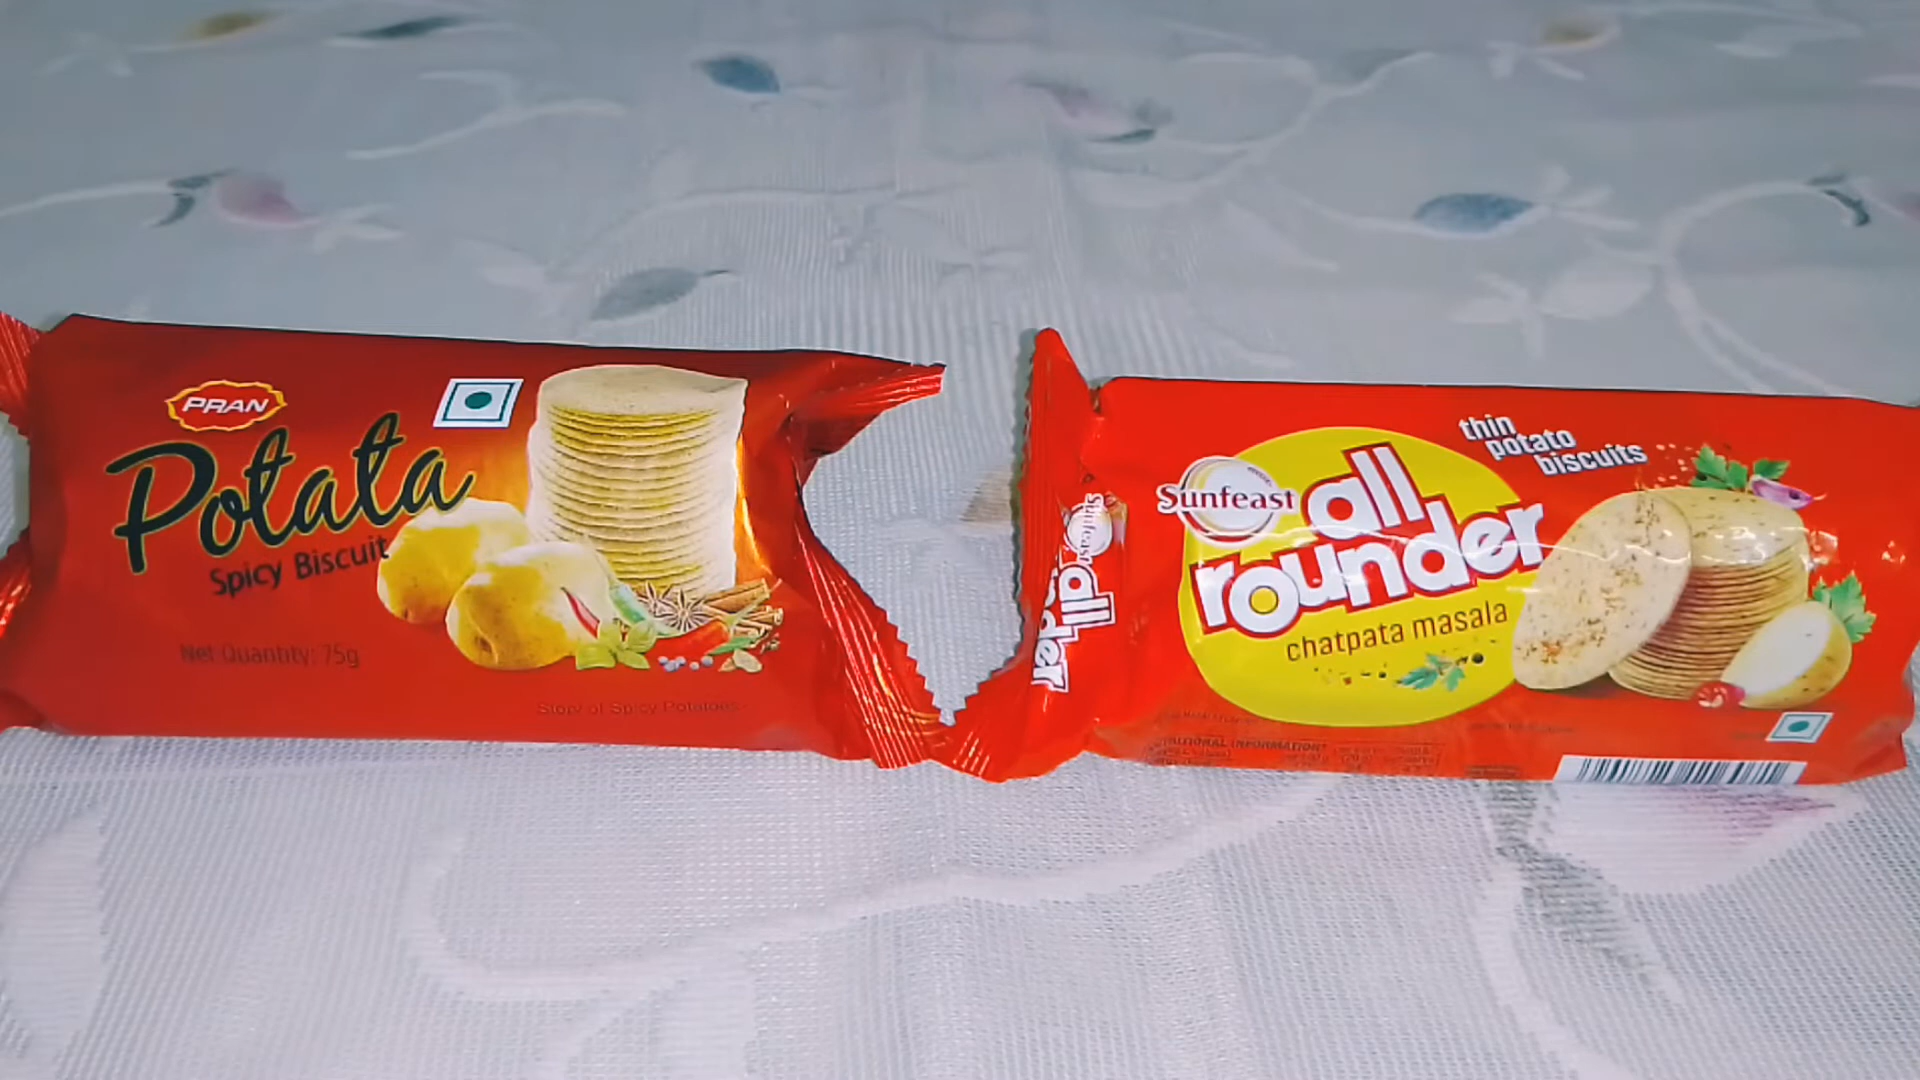 PRAN
Potata
Spicy Biscuit
Net Quantity: 75g
Story of Spicy Potatoes
Sunfeast
all
rounder
Sunfeast
all
rounder
thin
potato
biscuits
chatpata masala
NUTRITIONAL INFORMATION